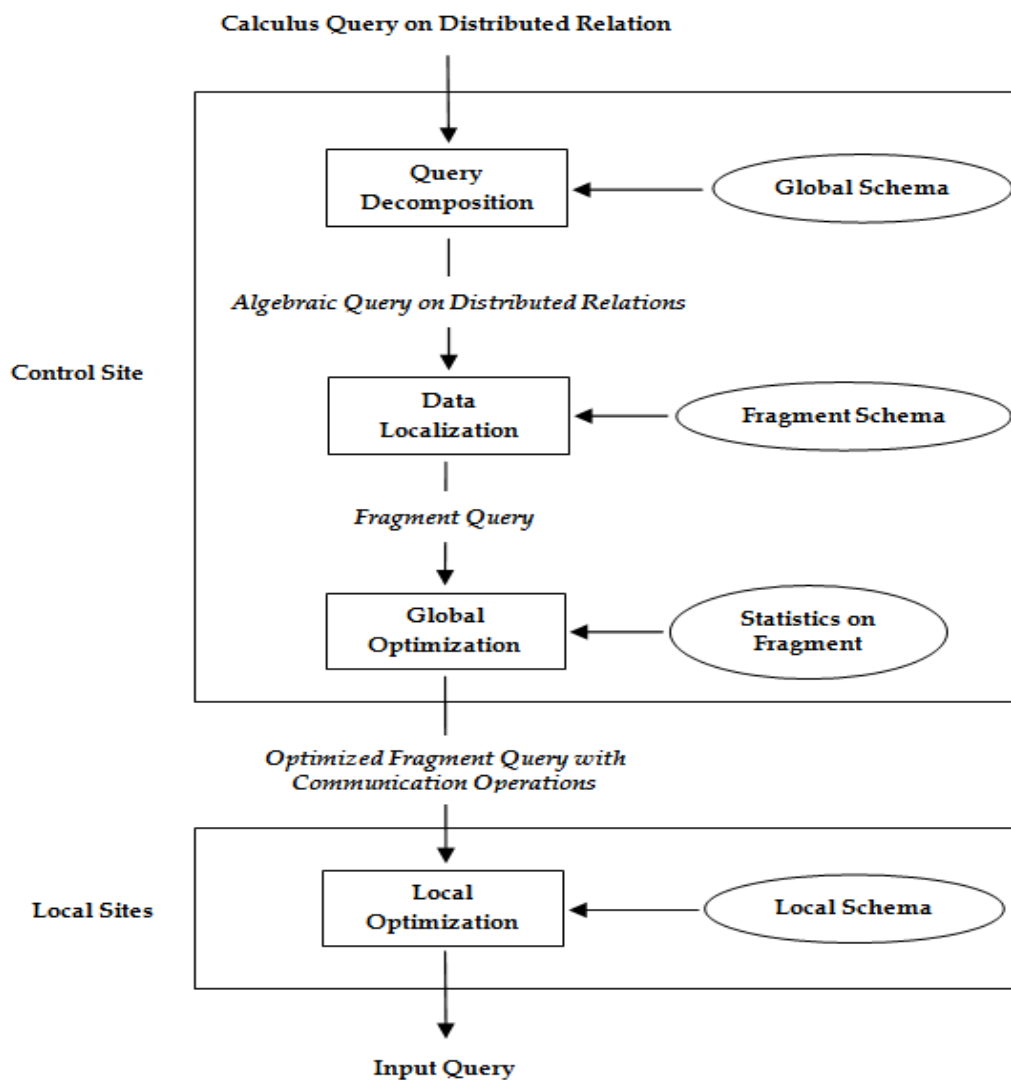 Calculus Query on Distributed Relation
Query
Decomposition
Global Schema
Algebraic Query on Distributed Relations
Control Site
Data
Localization
Fragment Schema
Fragment Query
Global
Optimization
Statistics on
Fragment
Optimized Fragment Query with
Communication Operations
Local Sites
Local
Optimization
Local Schema
Input Query